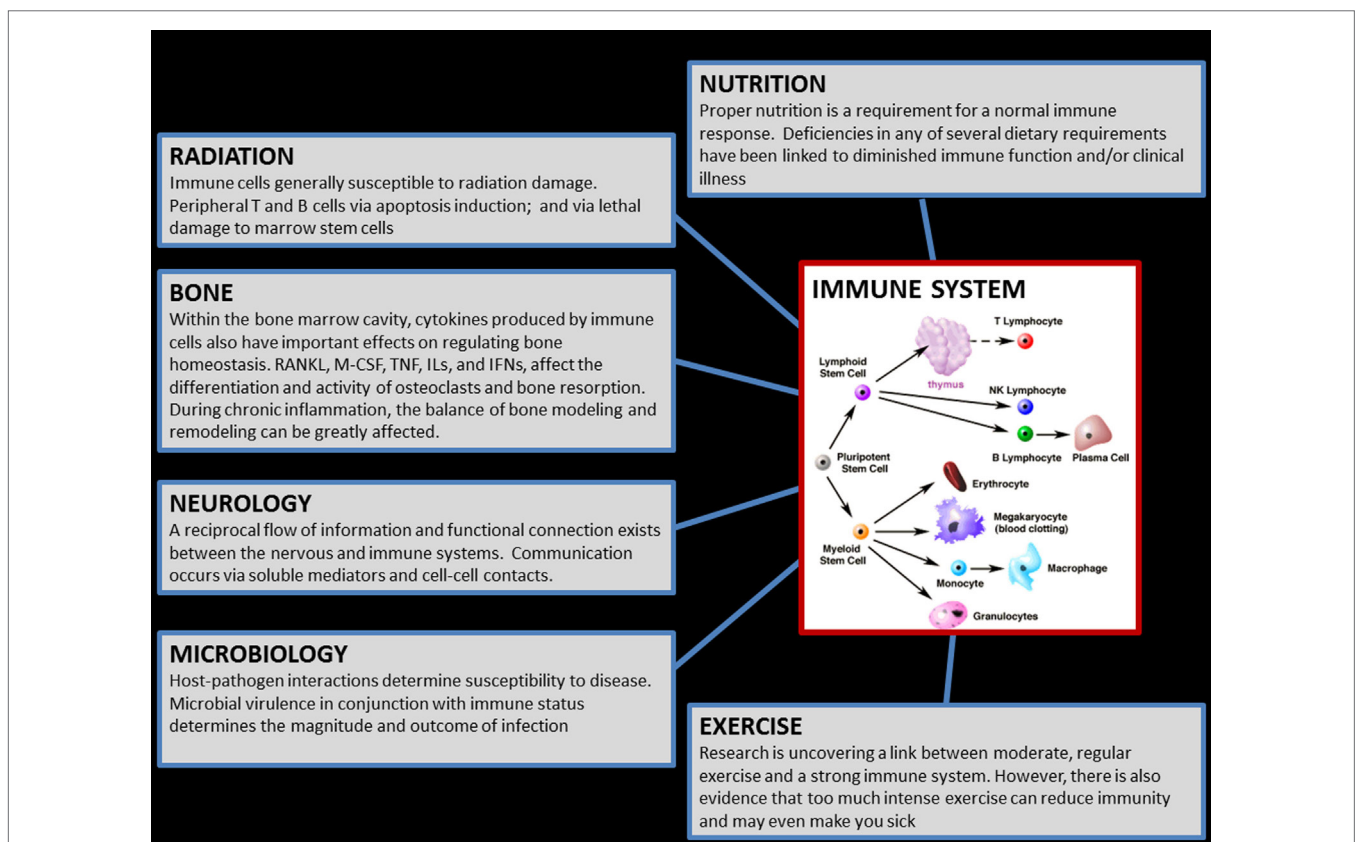 NUTRITION
Proper nutrition is a requirement for a normal immune
response.  Deficiencies in any of several dietary requirements
have been linked to diminished immune function and/or clinical
illness
RADIATION
Immune cells generally susceptible to radiation damage.
Peripheral T and B cells via apoptosis induction;  and via lethal
damage to marrow stem cells
BONE
Within the bone marrow cavity, cytokines produced by immune
cells also have important effects on regulating bone
homeostasis. RANKL, M-CSF, TNF, ILs, and IFNs, affect the
differentiation and activity of osteoclasts and bone resorption.
During chronic inflammation, the balance of bone modeling and
remodeling can be greatly affected.
NEUROLOGY
A reciprocal flow of information and functional connection exists
between the nervous and immune systems.  Communication
occurs via soluble mediators and cell-cell contacts.
MICROBIOLOGY
Host-pathogen interactions determine susceptibility to disease.
Microbial virulence in conjunction with immune status
determines the magnitude and outcome of infection
IMMUNE SYSTEM
T Lymphocyte
Lymphoid
Stem Cell
thymus
NK Lymphocyte
B Lymphocyte
Plasma Cell
Pluripotent
Stem Cell
Erythrocyte
Megakaryocyte
(blood clotting)
Myeloid
Stem Cell
Monocyte
Macrophage
Granulocytes
EXERCISE
Research is uncovering a link between moderate, regular
exercise and a strong immune system. However, there is also
evidence that too much intense exercise can reduce immunity
and may even make you sick